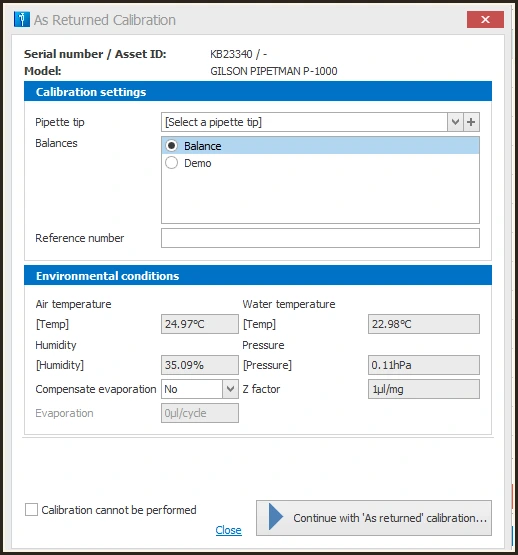 As Returned Calibration
Serial number / Asset ID: KB23340 / -
Model: GILSON PIPETMAN P-1000
Calibration settings
Pipette tip [Select a pipette tip]
Balances Balance
Demo
Reference number
Environmental conditions
Air temperature Water temperature
[Temp] 24.97°C [Temp] 22.98°C
Humidity Pressure
[Humidity] 35.09% [Pressure] 0.11hPa
Compensate evaporation No Z factor 1µl/mg
Evaporation 0µl/cycle
Calibration cannot be performed
Close Continue with 'As returned' calibration...